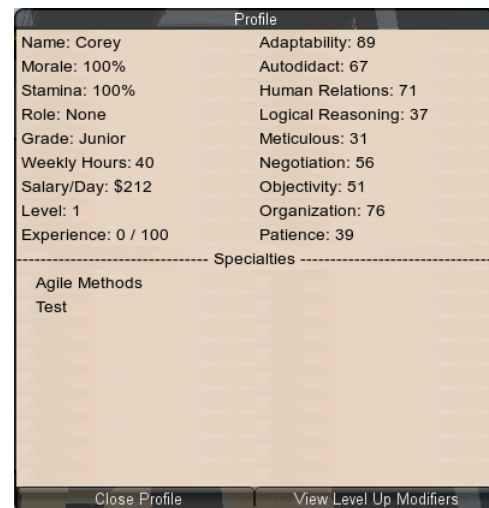 Profile
Name: Corey
Morale: 100%
Stamina: 100%
Role: None
Grade: Junior
Weekly Hours: 40
Salary/Day: $212
Level: 1
Experience: 0 / 100
Adaptability: 89
Autodidact: 67
Human Relations: 71
Logical Reasoning: 37
Meticulous: 31
Negotiation: 56
Objectivity: 51
Organization: 76
Patience: 39
Specialties
Agile Methods
Test
Close Profile
View Level Up Modifiers